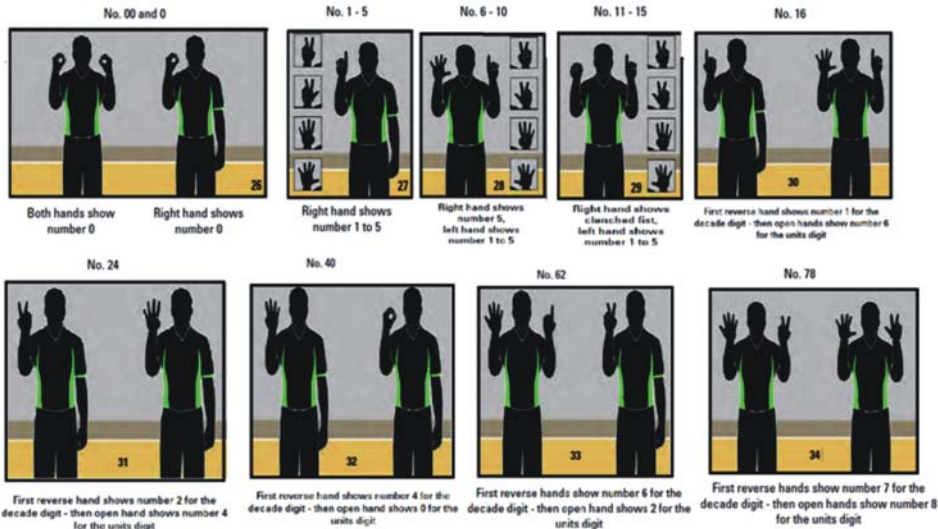 No. 00 and 0
No. 1 - 5
No. 6 - 10
No. 11 - 15
No. 16
26
27
28
29
30
Both hands show
number 0
Right hand shows
number 0
Right hand shows
number 1 to 5
Right hand shows
number 5,
left hand shows
number 1 to 5
Right hand shows
clenched fist,
left hand shows
number 1 to 5
First reverse hand shows number 1 for the
decade digit - then open hands show number 6
for the units digit
No. 24
No. 40
No. 62
No. 78
31
32
33
34
First reverse hand shows number 2 for the
decade digit - then open hand shows number 4
for the units digit
First reverse hand shows number 4 for the
decade digit - then open hand shows 0 for the
units digit
First reverse hands show number 6 for the
decade digit - then open hand shows 2 for the
units digit
First reverse hands show number 7 for the
decade digit - then open hands show number 8
for the units digit